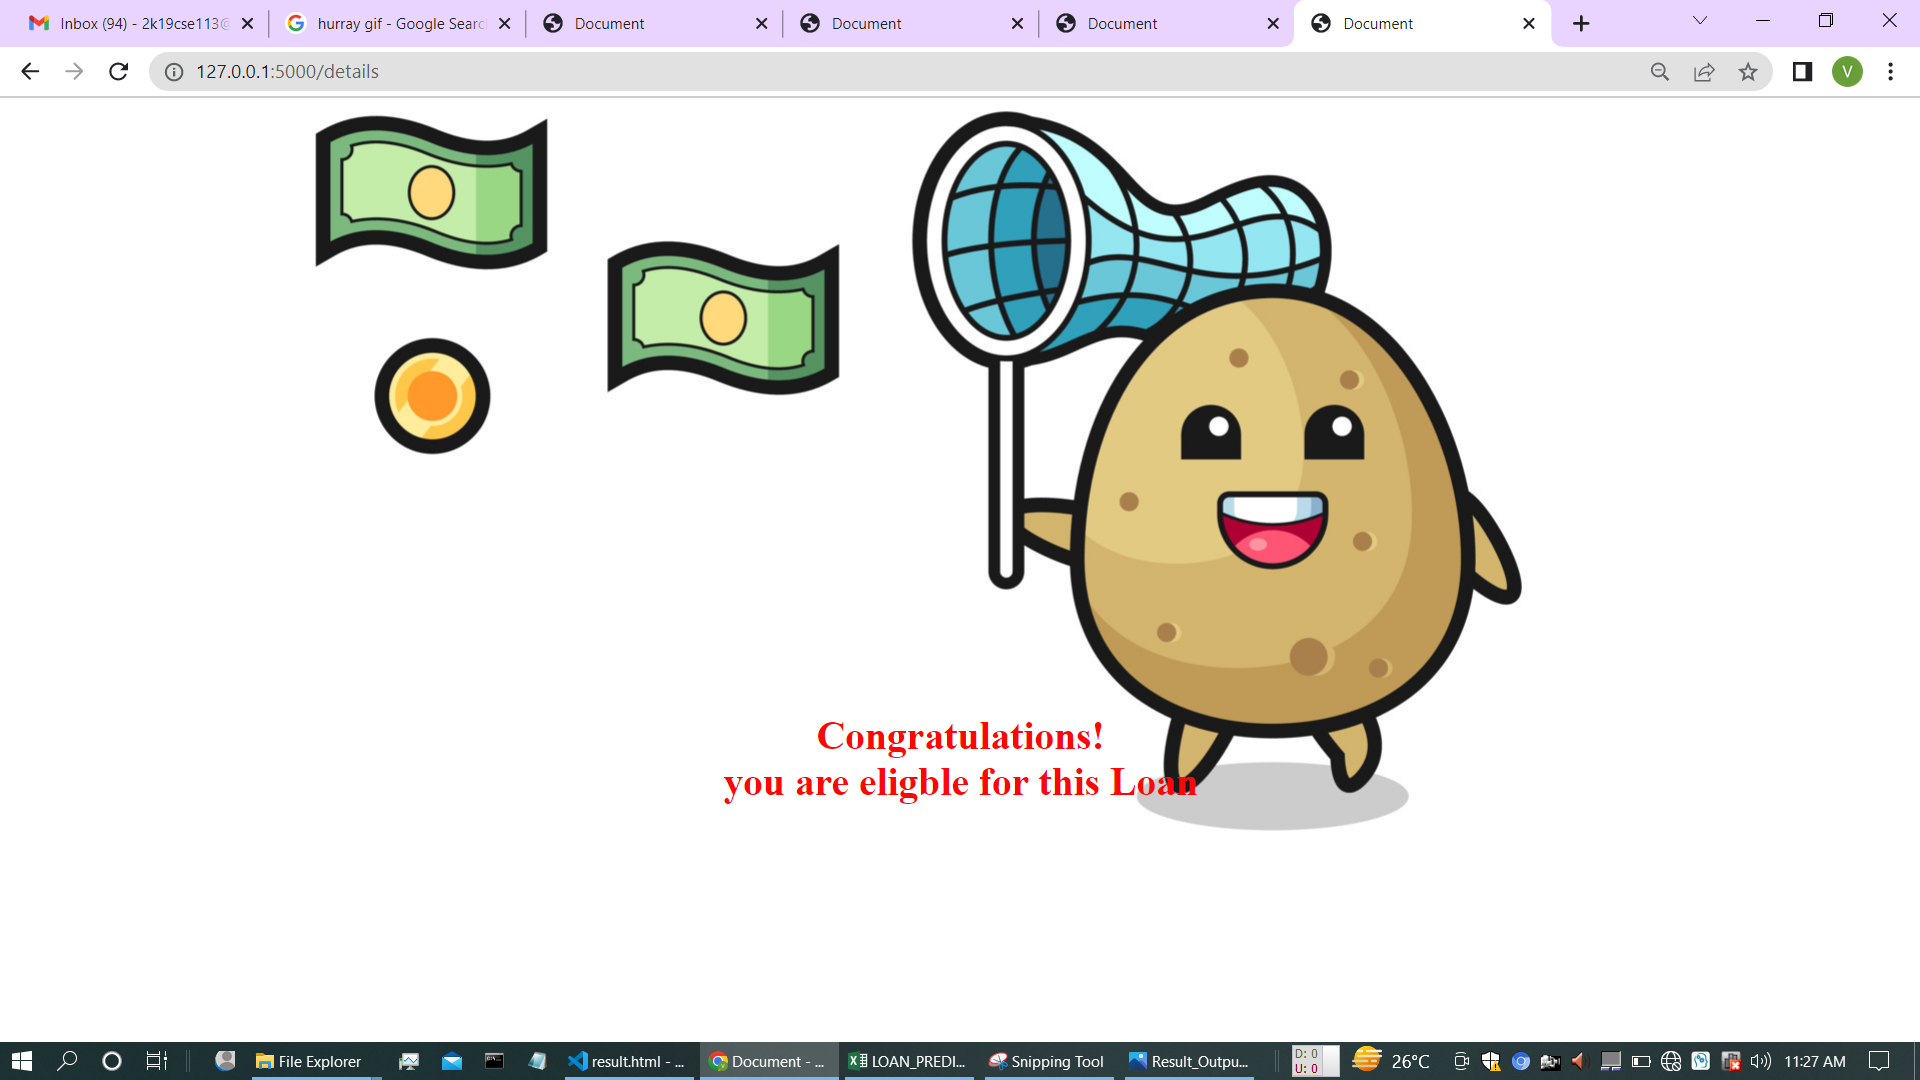 Inbox (94) - 2k19cse113@
hurray gif - Google Searc
Document
Document
Document
Document
127.0.0.1:5000/details
V
Congratulations!
you are eligble for this Loan
File Explorer
result.html - ...
Document - ...
LOAN_PREDI...
Snipping Tool
Result_Outpu...
D: 0
U: 0
26°C
11:27 AM